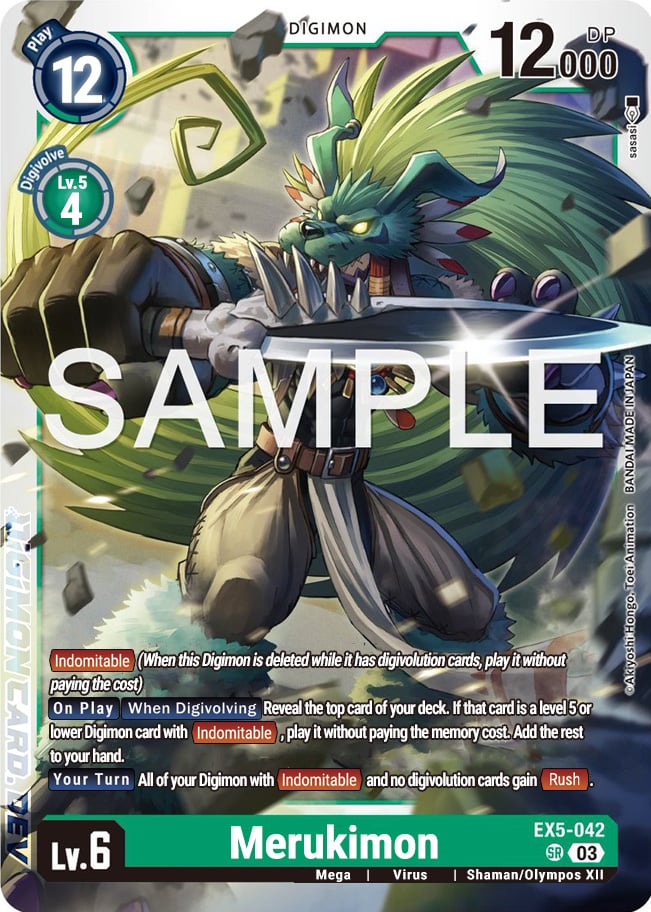 DIGIMON
Play
12
DP
12000
Digivolve
Lv.5
4
sasasi
SAMPLE
©Akiyoshi Hongo, Toei Animation BANDAI MADE IN JAPAN
DIGIMON CARD.DEV
Indomitable (When this Digimon is deleted while it has digivolution cards, play it without
paying the cost)
On Play When Digivolving Reveal the top card of your deck. If that card is a level 5 or
lower Digimon card with Indomitable , play it without paying the memory cost. Add the rest
to your hand.
Your Turn All of your Digimon with Indomitable and no digivolution cards gain Rush .
EX5-042
Lv.6
Merukimon
SR 03
Mega | Virus | Shaman/Olympos XII